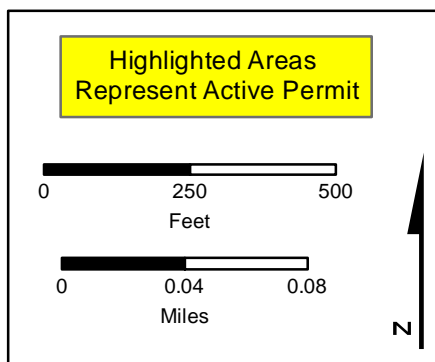 Highlighted Areas
Represent Active Permit
0 250 500
Feet
0 0.04 0.08
Miles
N